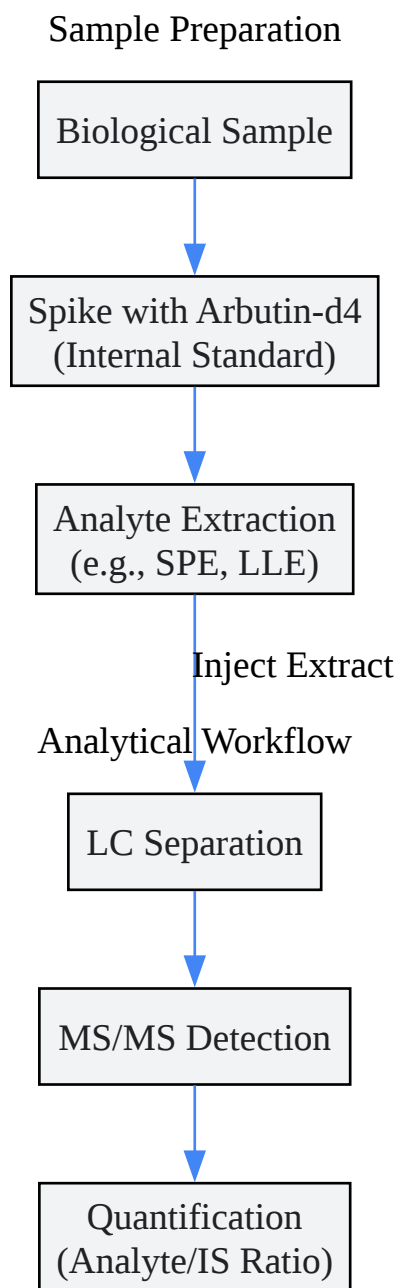 Sample Preparation
Biological Sample
Spike with Arbutin-d4
(Internal Standard)
Analyte Extraction
(e.g., SPE, LLE)
Inject Extract
Analytical Workflow
LC Separation
MS/MS Detection
Quantification
(Analyte/IS Ratio)